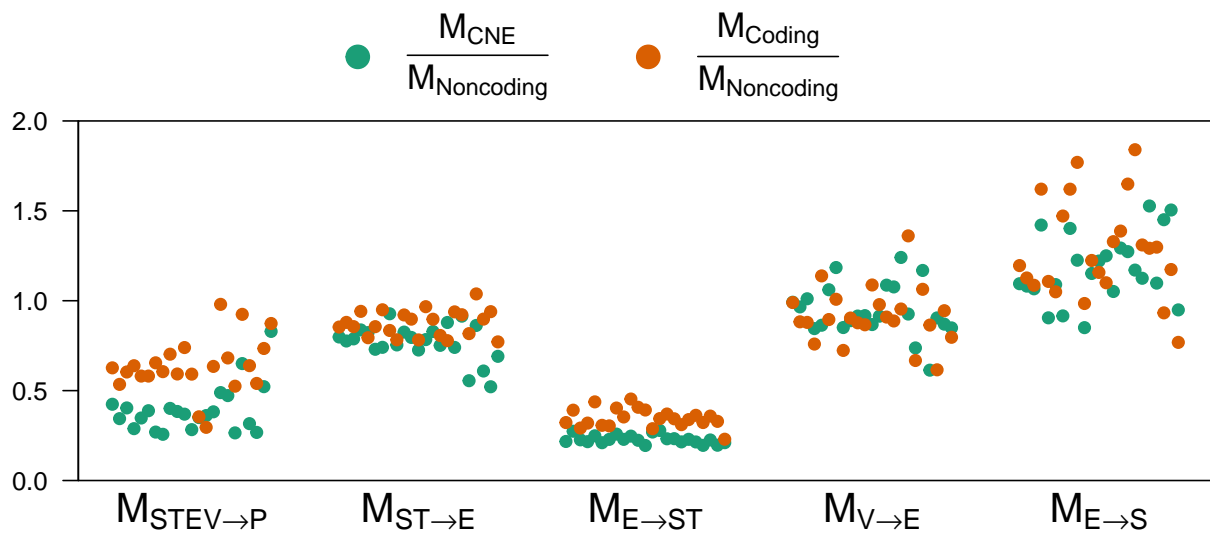 M_CNE M_Coding
M_Noncoding M_Noncoding
2.0
1.5
1.0
0.5
0.0
M_STEV→P M_ST→E M_E→ST M_V→E M_E→S